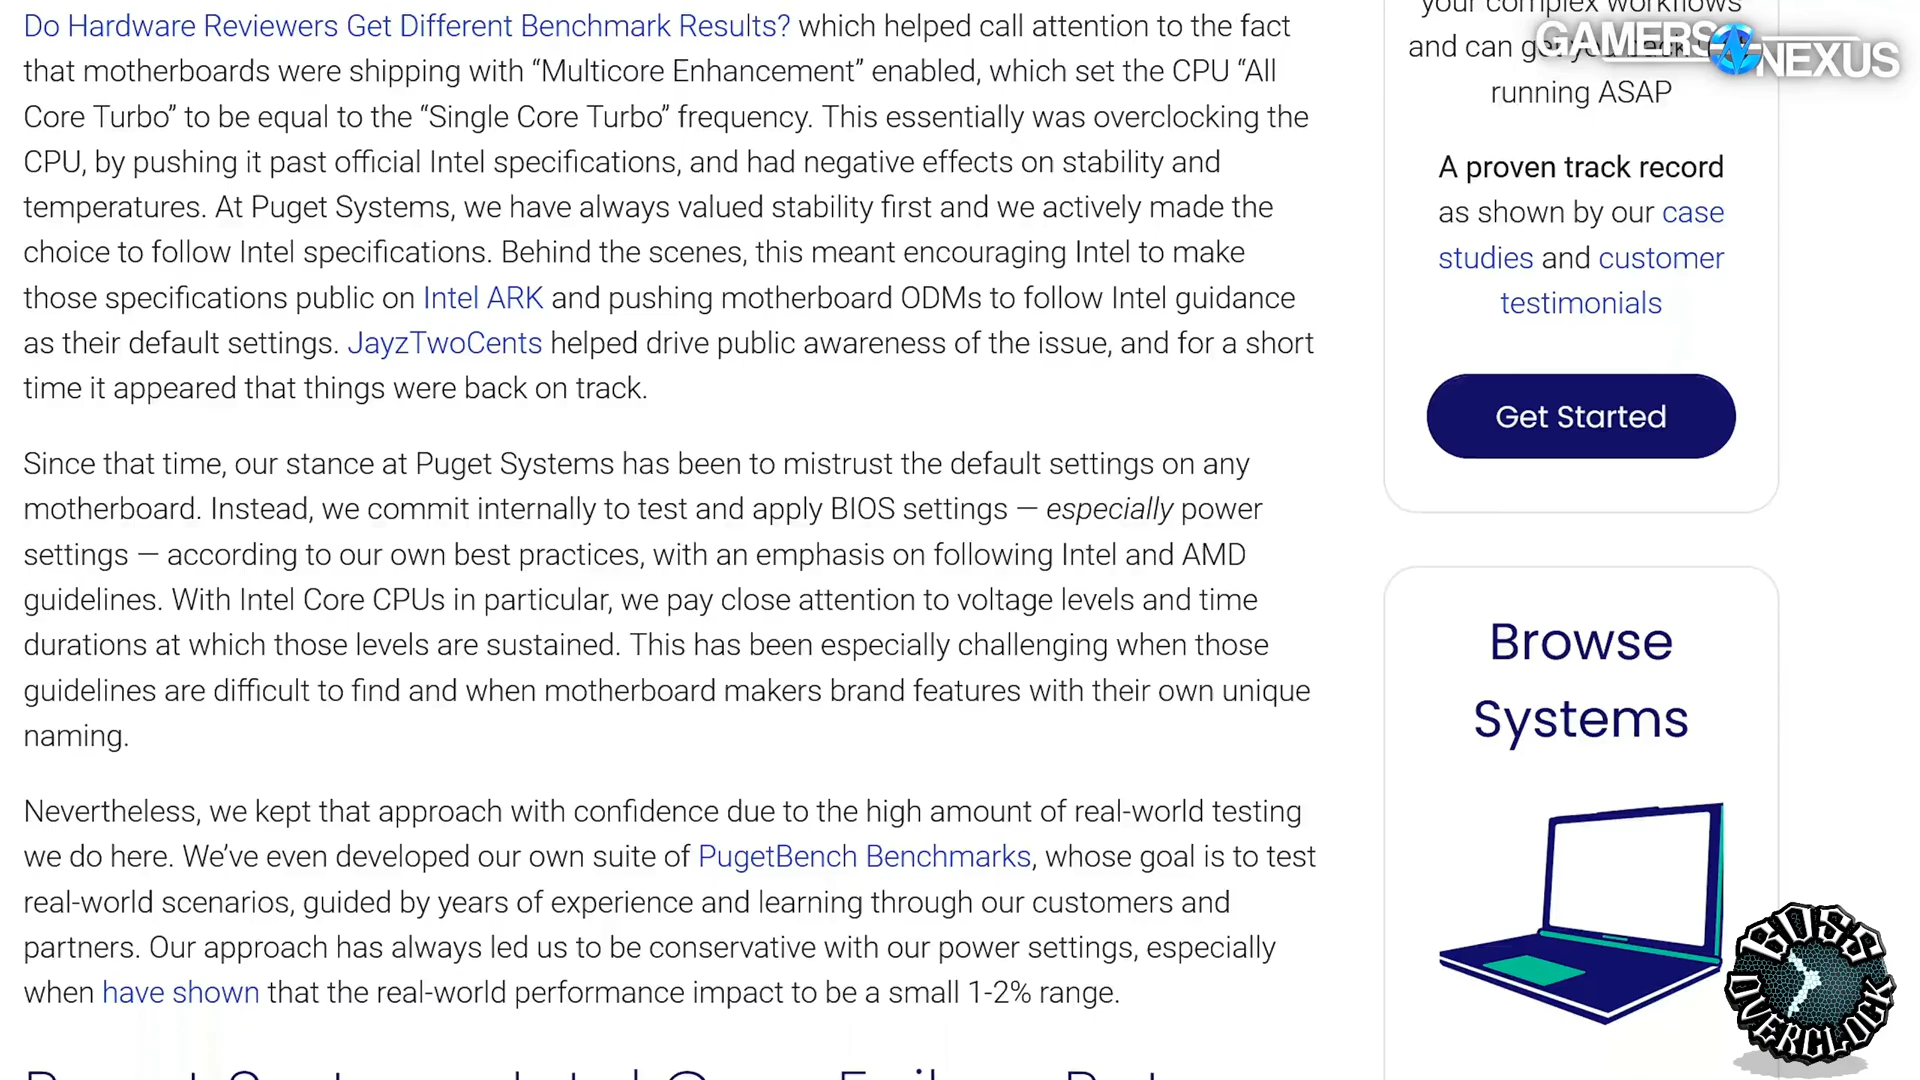 Do Hardware Reviewers Get Different Benchmark Results? which helped call attention to the fact
that motherboards were shipping with “Multicore Enhancement” enabled, which set the CPU “All
Core Turbo” to be equal to the “Single Core Turbo” frequency. This essentially was overclocking the
CPU, by pushing it past official Intel specifications, and had negative effects on stability and
temperatures. At Puget Systems, we have always valued stability first and we actively made the
choice to follow Intel specifications. Behind the scenes, this meant encouraging Intel to make
those specifications public on Intel ARK and pushing motherboard ODMs to follow Intel guidance
as their default settings. JayzTwoCents helped drive public awareness of the issue, and for a short
time it appeared that things were back on track.
Since that time, our stance at Puget Systems has been to mistrust the default settings on any
motherboard. Instead, we commit internally to test and apply BIOS settings — especially power
settings — according to our own best practices, with an emphasis on following Intel and AMD
guidelines. With Intel Core CPUs in particular, we pay close attention to voltage levels and time
durations at which those levels are sustained. This has been especially challenging when those
guidelines are difficult to find and when motherboard makers brand features with their own unique
naming.
Nevertheless, we kept that approach with confidence due to the high amount of real-world testing
we do here. We’ve even developed our own suite of PugetBench Benchmarks, whose goal is to test
real-world scenarios, guided by years of experience and learning through our customers and
partners. Our approach has always led us to be conservative with our power settings, especially
when have shown that the real-world performance impact to be a small 1-2% range.
your complex workflows
and can get you back
running ASAP
A proven track record
as shown by our case
studies and customer
testimonials
Get Started
Browse
Systems
GAMERS NEXUS
BOSS
OVERCLOCK